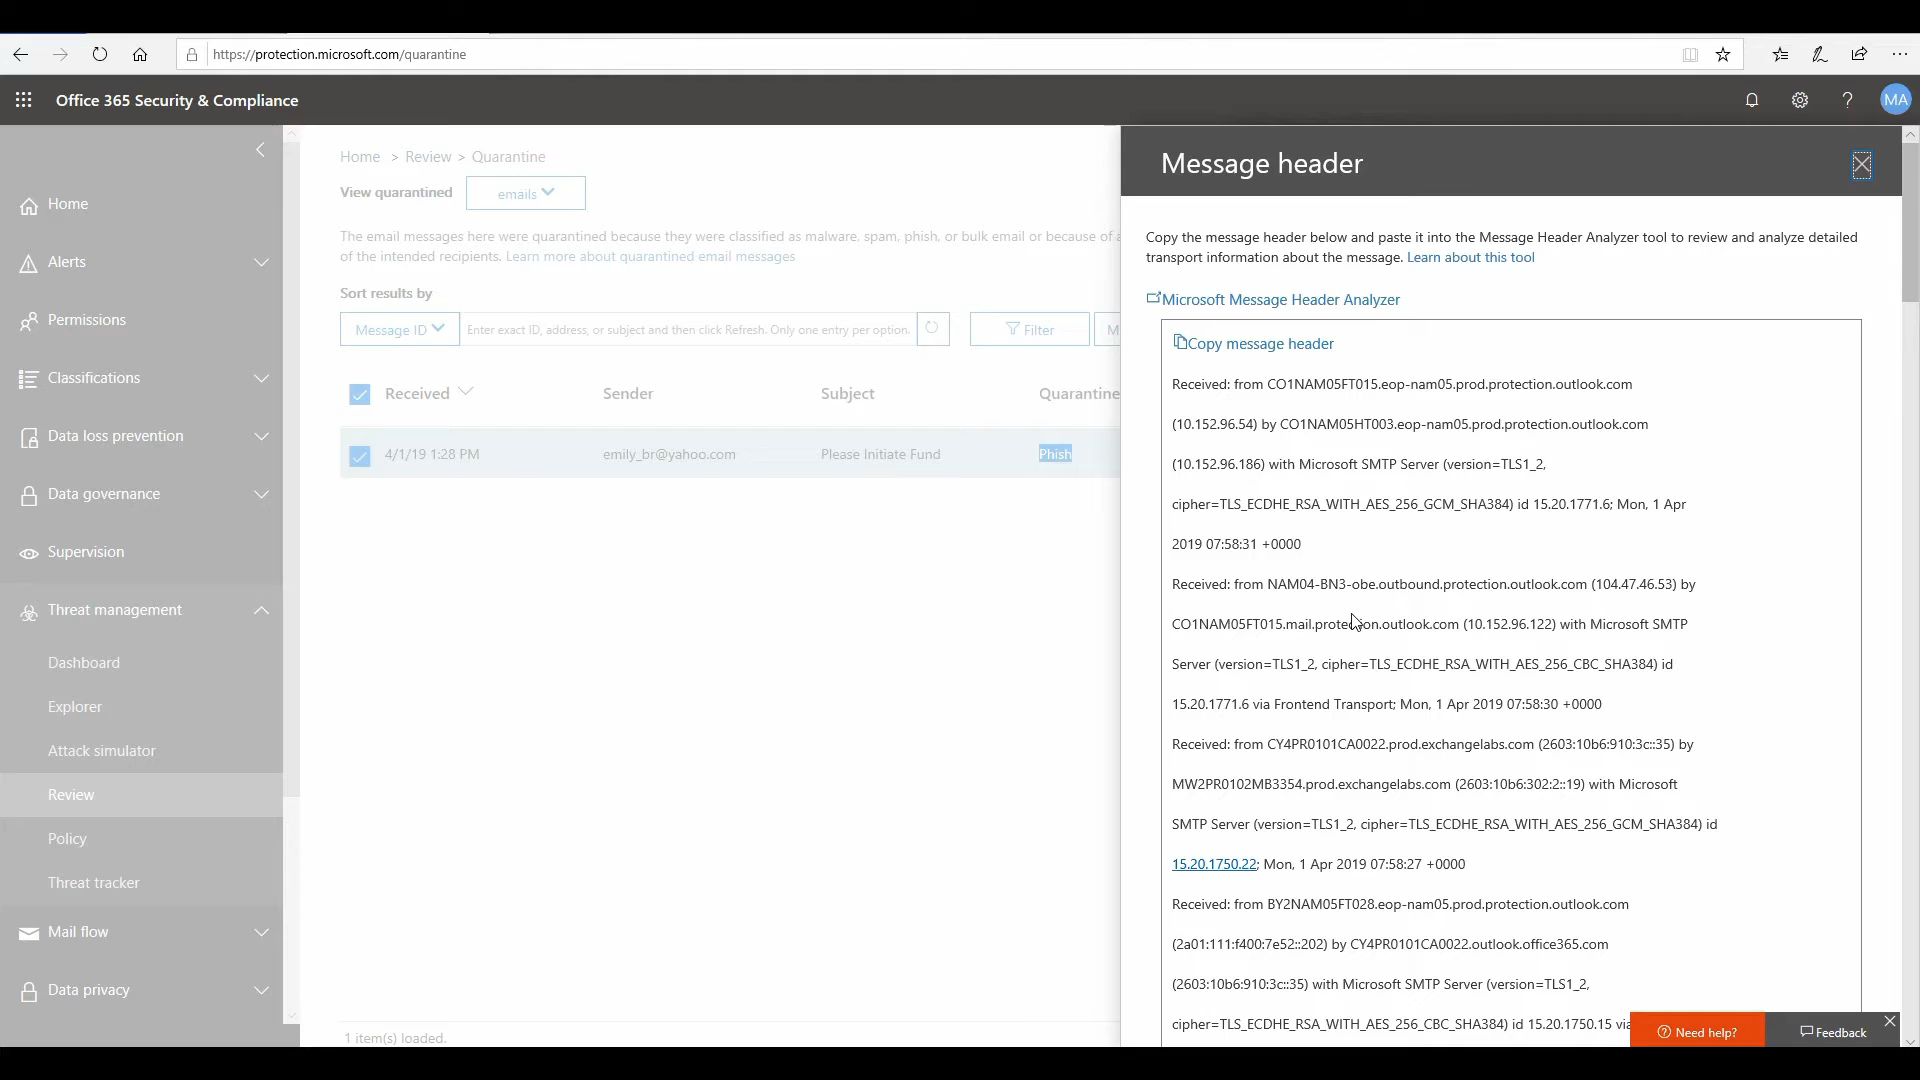 https://protection.microsoft.com/quarantine
Office 365 Security & Compliance
MA
Home
Alerts
Permissions
Classifications
Data loss prevention
Data governance
Supervision
Threat management
Dashboard
Explorer
Attack simulator
Review
Policy
Threat tracker
Mail flow
Data privacy
Home > Review > Quarantine
View quarantined emails
The email messages here were quarantined because they were classified as malware, spam, phish, or bulk email or because of
of the intended recipients. Learn more about quarantined email messages
Sort results by
Message ID Enter exact ID, address, or subject and then click Refresh. Only one entry per option. Filter M
Received Sender Subject Quarantine
4/1/19 1:28 PM emily_br@yahoo.com Please Initiate Fund Phish
1 item(s) loaded.
Message header
Copy the message header below and paste it into the Message Header Analyzer tool to review and analyze detailed
transport information about the message. Learn about this tool
Microsoft Message Header Analyzer
Copy message header
Received: from CO1NAM05FT015.eop-nam05.prod.protection.outlook.com
(10.152.96.54) by CO1NAM05HT003.eop-nam05.prod.protection.outlook.com
(10.152.96.186) with Microsoft SMTP Server (version=TLS1_2,
cipher=TLS_ECDHE_RSA_WITH_AES_256_GCM_SHA384) id 15.20.1771.6; Mon, 1 Apr
2019 07:58:31 +0000
Received: from NAM04-BN3-obe.outbound.protection.outlook.com (104.47.46.53) by
CO1NAM05FT015.mail.protection.outlook.com (10.152.96.122) with Microsoft SMTP
Server (version=TLS1_2, cipher=TLS_ECDHE_RSA_WITH_AES_256_CBC_SHA384) id
15.20.1771.6 via Frontend Transport; Mon, 1 Apr 2019 07:58:30 +0000
Received: from CY4PR0101CA0022.prod.exchangelabs.com (2603:10b6:910:3c::35) by
MW2PR0102MB3354.prod.exchangelabs.com (2603:10b6:302:2::19) with Microsoft
SMTP Server (version=TLS1_2, cipher=TLS_ECDHE_RSA_WITH_AES_256_GCM_SHA384) id
15.20.1750.22; Mon, 1 Apr 2019 07:58:27 +0000
Received: from BY2NAM05FT028.eop-nam05.prod.protection.outlook.com
(2a01:111:f400:7e52::202) by CY4PR0101CA0022.outlook.office365.com
(2603:10b6:910:3c::35) with Microsoft SMTP Server (version=TLS1_2,
cipher=TLS_ECDHE_RSA_WITH_AES_256_CBC_SHA384) id 15.20.1750.15 via
Need help?
Feedback